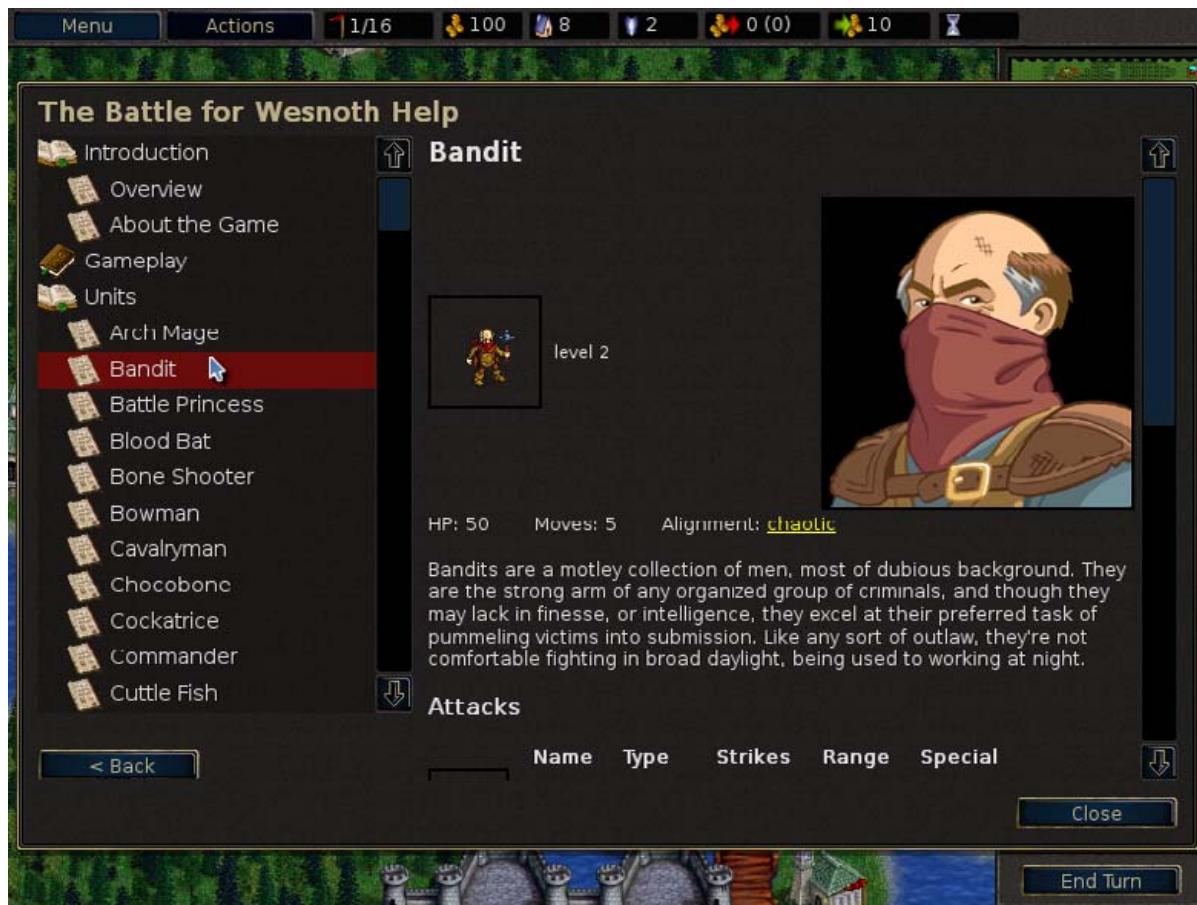 Menu Actions 1/16 100 8 2 0 (0) 10
The Battle for Wesnoth Help
Introduction
Overview
About the Game
Gameplay
Units
Arch Mage
Bandit
Battle Princess
Blood Bat
Bone Shooter
Bowman
Cavalryman
Chocobone
Cockatrice
Commander
Cuttle Fish
< Back
Bandit
level 2
HP: 50 Moves: 5 Alignment: chaotic
Bandits are a motley collection of men, most of dubious background. They
are the strong arm of any organized group of criminals, and though they
may lack in finesse, or intelligence, they excel at their preferred task of
pummeling victims into submission. Like any sort of outlaw, they're not
comfortable fighting in broad daylight, being used to working at night.
Attacks
Name Type Strikes Range Special
Close
End Turn